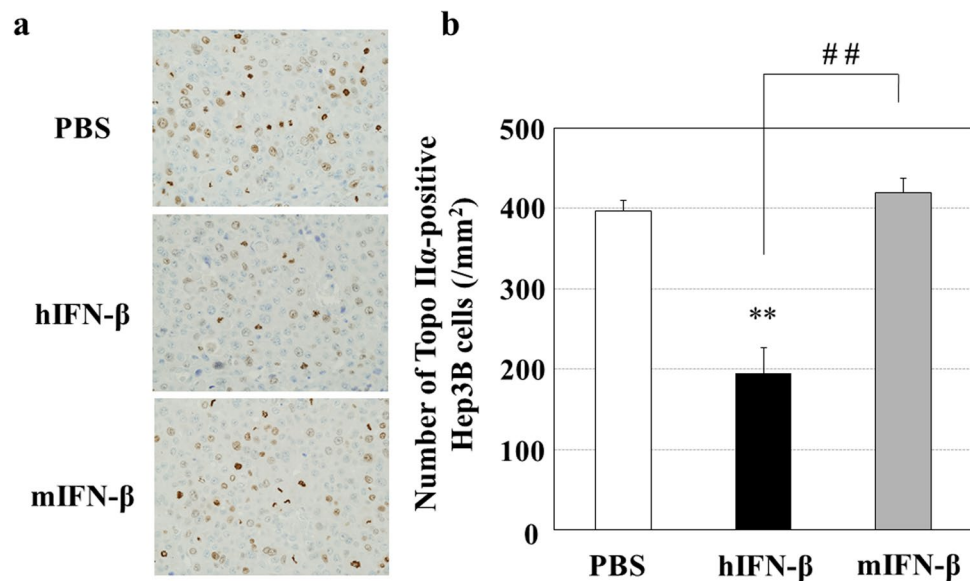 a
PBS
hIFN-β
mIFN-β
b
# #
Number of Topo IIα-positive
Hep3B cells (/mm²)
500
400
300
200
100
0
**
PBS hIFN-β mIFN-β